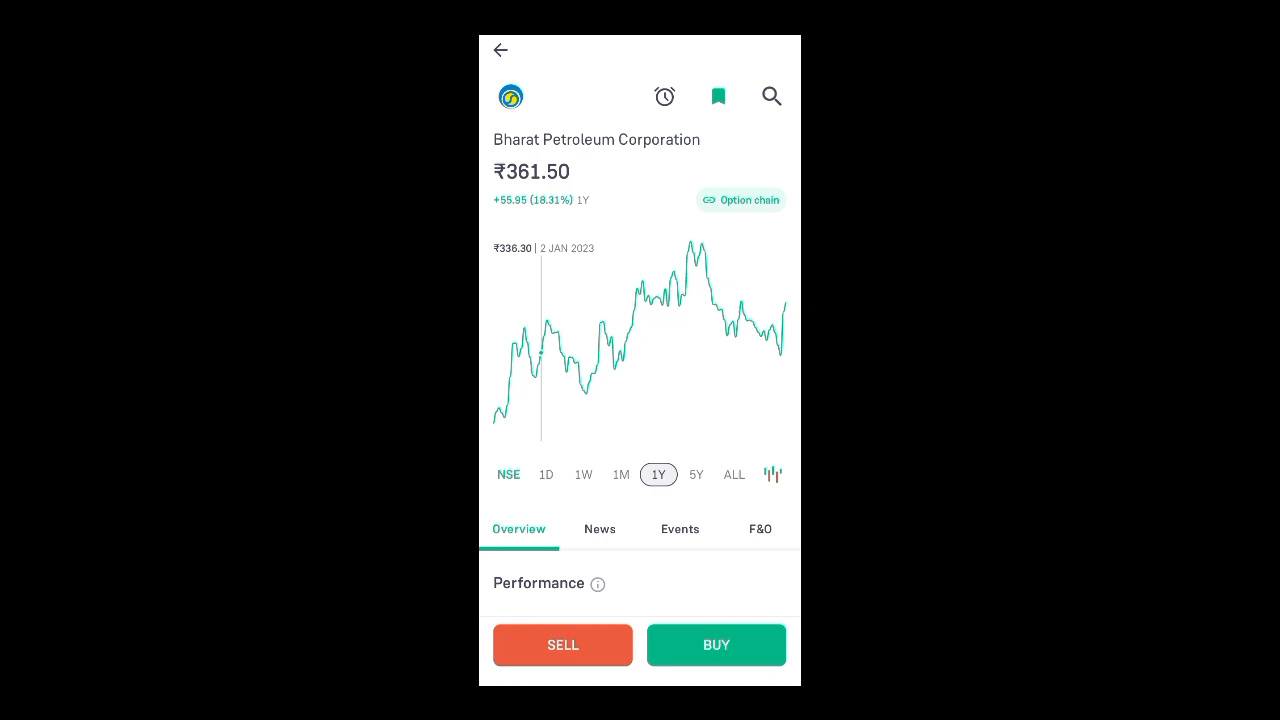 Bharat Petroleum Corporation
₹361.50
+55.95 (18.31%) 1Y
Option chain
₹336.30 | 2 JAN 2023
NSE 1D 1W 1M 1Y 5Y ALL
Overview News Events F&O
Performance
SELL BUY